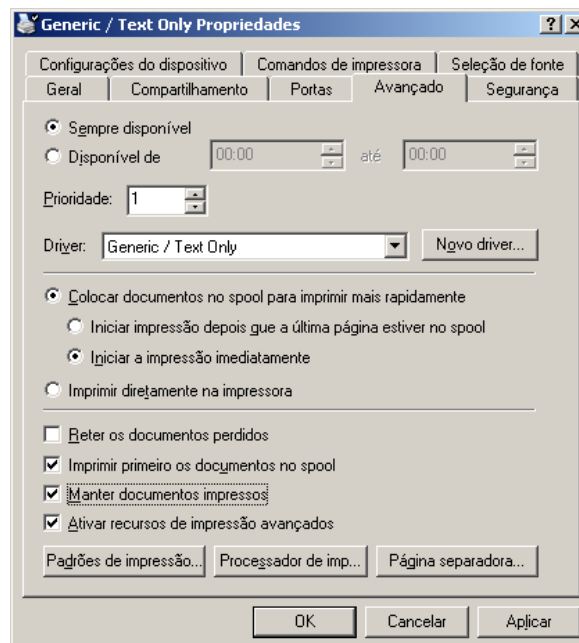 Generic / Text Only Propriedades
Configurações do dispositivo Comandos de impressora Seleção de fonte
Geral Compartilhamento Portas Avançado Segurança
Sempre disponível
Disponível de 00:00 até 00:00
Prioridade: 1
Driver: Generic / Text Only Novo driver...
Colocar documentos no spool para imprimir mais rapidamente
Iniciar impressão depois que a última página estiver no spool
Iniciar a impressão imediatamente
Imprimir diretamente na impressora
Reter os documentos perdidos
Imprimir primeiro os documentos no spool
Manter documentos impressos
Ativar recursos de impressão avançados
Padrões de impressão... Processador de imp... Página separadora...
OK Cancelar Aplicar